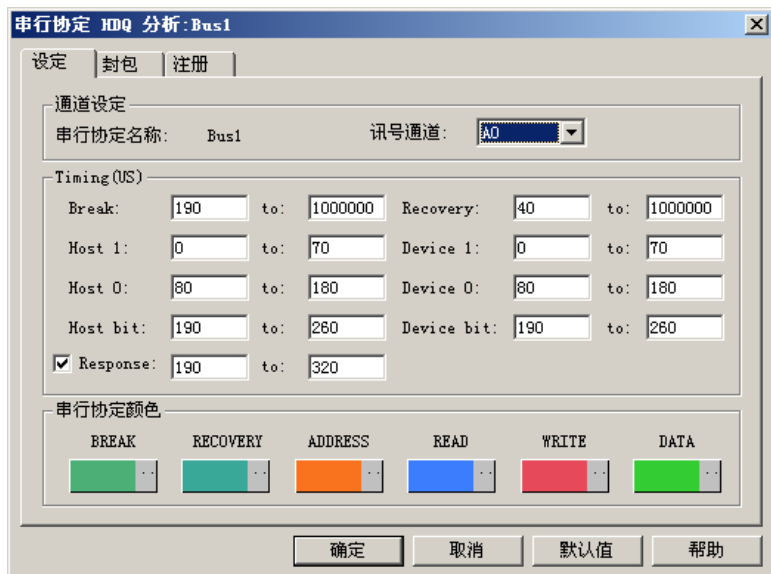 串行协定 HDQ 分析:Bus1
设定 封包 注册
通道设定
串行协定名称: Bus1 讯号通道: A0
Timing(US)
Break: 190 to: 1000000 Recovery: 40 to: 1000000
Host 1: 0 to: 70 Device 1: 0 to: 70
Host 0: 80 to: 180 Device 0: 80 to: 180
Host bit: 190 to: 260 Device bit: 190 to: 260
Response: 190 to: 320
串行协定颜色
BREAK RECOVERY ADDRESS READ WRITE DATA
.. .. .. .. .. ..
确定 取消 默认值 帮助